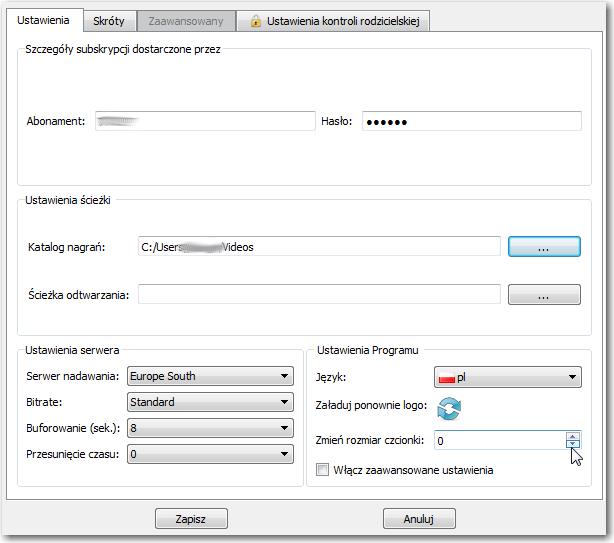 Ustawienia Skróty Zaawansowany Ustawienia kontroli rodzicielskiej
Szczegóły subskrypcji dostarczone przez
Abonament: Hasło: ●●●●●●
Ustawienia ścieżki
Katalog nagrań: C:/Users /Videos ...
Ścieżka odtwarzania: ...
Ustawienia serwera
Serwer nadawania: Europe South
Bitrate: Standard
Buforowanie (sek.): 8
Przesunięcie czasu: 0
Ustawienia Programu
Język: pl
Załaduj ponownie logo:
Zmień rozmiar czcionki: 0
Włącz zaawansowane ustawienia
Zapisz Anuluj